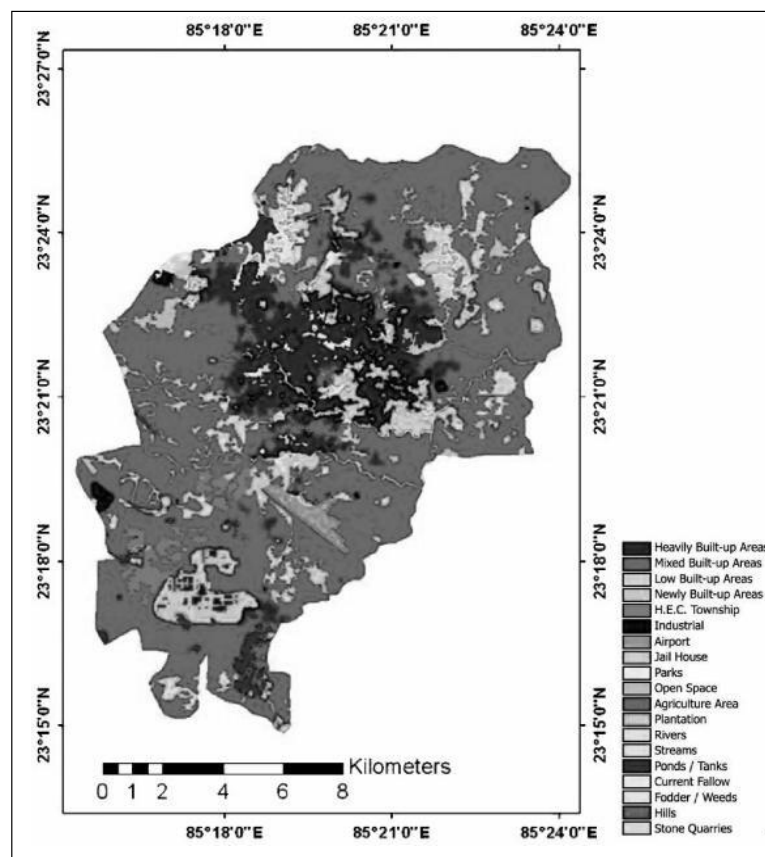 85°18'0"E 85°21'0"E 85°24'0"E
23°27'0"N 23°27'0"N
23°24'0"N 23°24'0"N
23°21'0"N 23°21'0"N
23°18'0"N 23°18'0"N
23°15'0"N 23°15'0"N
Heavily Built-up Areas
Mixed Built-up Areas
Low Built-up Areas
Newly Built-up Areas
H.E.C. Township
Industrial
Airport
Jail House
Parks
Open Space
Agriculture Area
Plantation
Rivers
Streams
Ponds / Tanks
Current Fallow
Fodder / Weeds
Hills
Stone Quarries
Kilometers
0 1 2 4 6 8
85°18'0"E 85°21'0"E 85°24'0"E